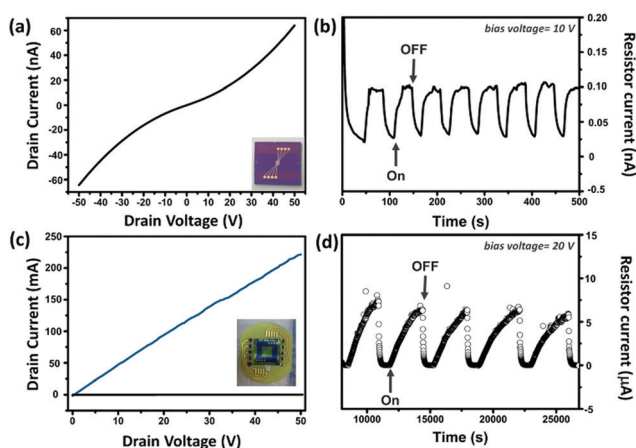 (a)
Drain Current (nA)
60
40
20
0
-20
-40
-60
-50 -40 -30 -20 -10 0 10 20 30 40 50
Drain Voltage (V)
(b)
bias voltage= 10 V
OFF
On
0.20
0.15
0.10
0.05
0
-0.5
Resistor current (nA)
0 100 200 300 400 500
Time (s)
(c)
Drain Current (mA)
250
200
150
100
50
0
0 10 20 30 40 50
Drain Voltage (V)
(d)
bias voltage= 20 V
OFF
On
15
10
5
0
-5
Resistor current (μA)
10000 15000 20000 25000
Time (s)